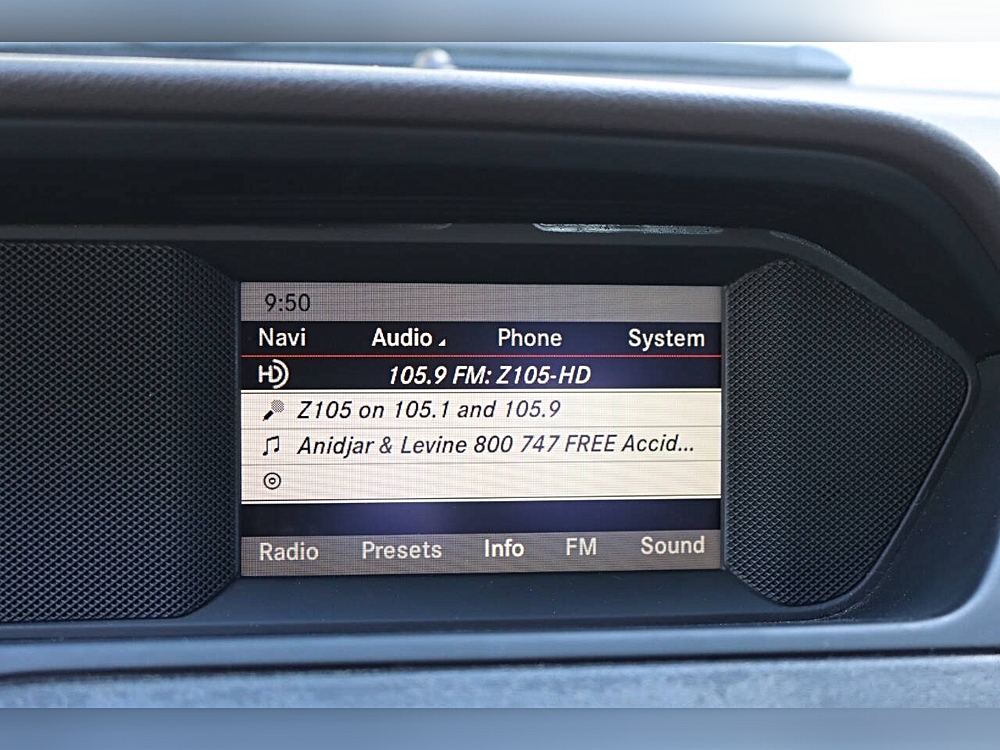 9:50
Navi Audio Phone System
HD 105.9 FM: Z105-HD
Z105 on 105.1 and 105.9
Anidjar & Levine 800 747 FREE Accid...
Radio Presets Info FM Sound